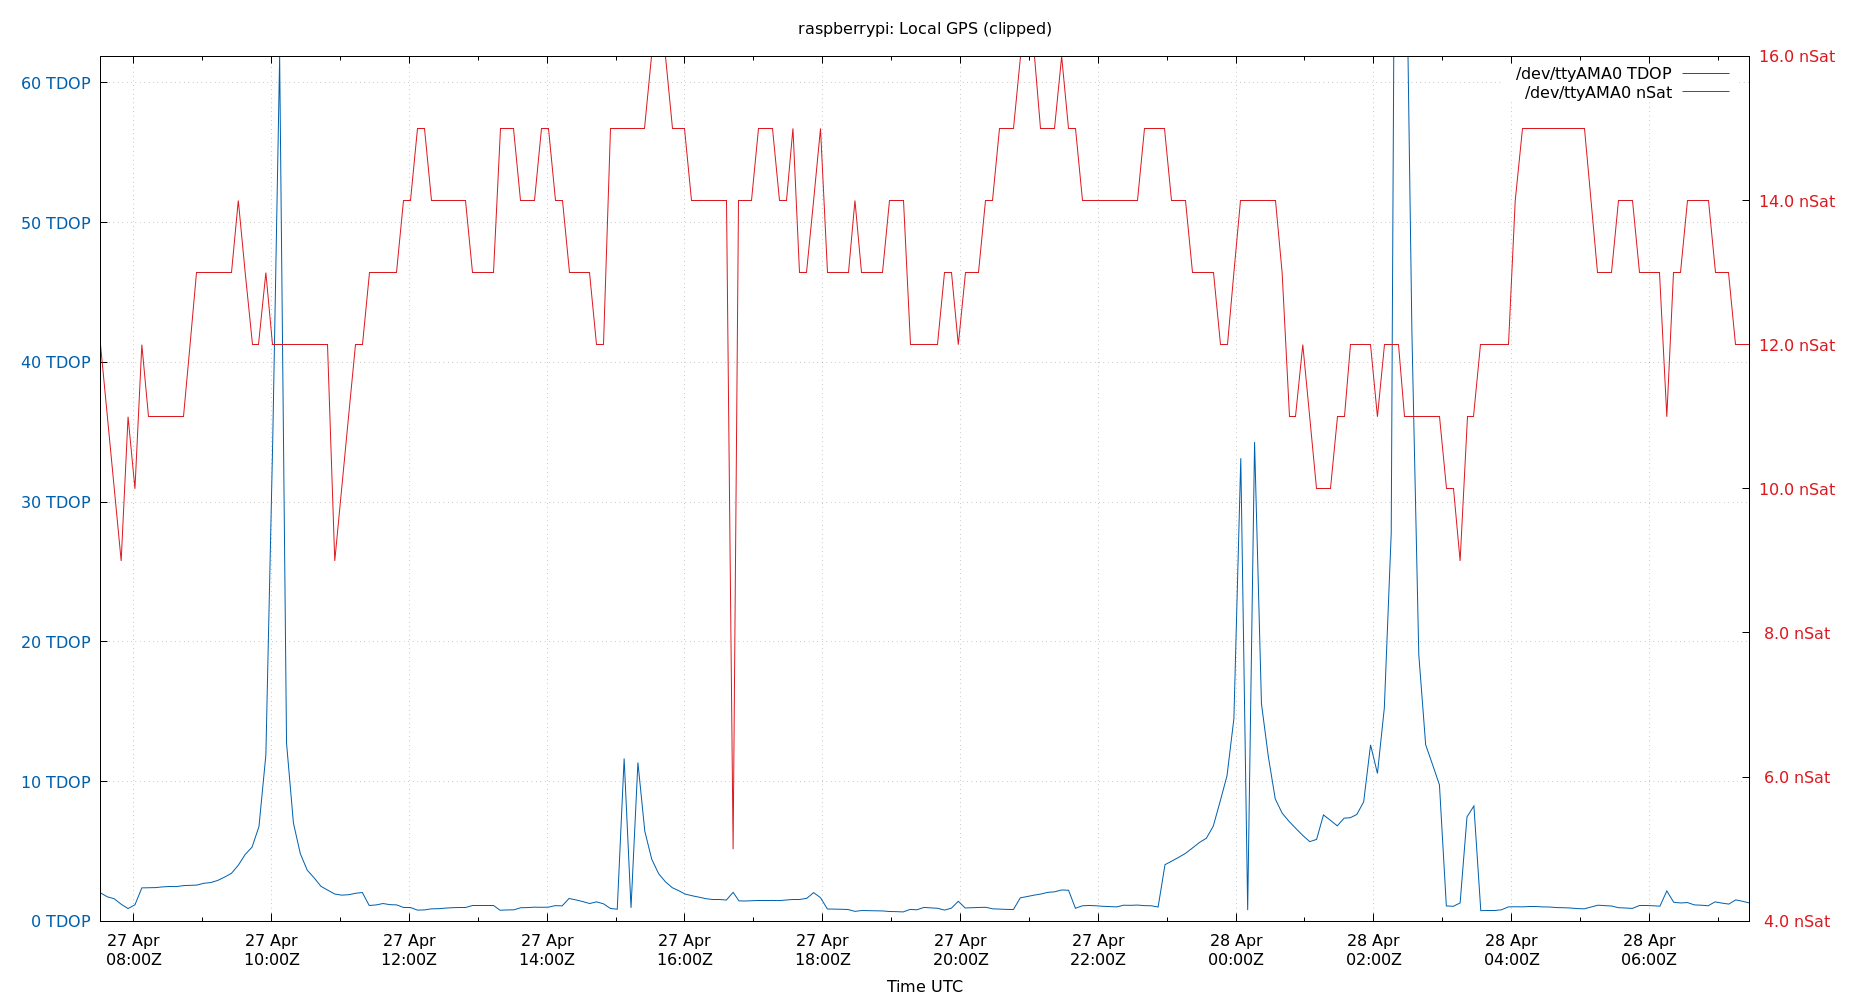 raspberrypi: Local GPS (clipped)
/dev/ttyAMA0 TDOP
/dev/ttyAMA0 nSat
60 TDOP
50 TDOP
40 TDOP
30 TDOP
20 TDOP
10 TDOP
0 TDOP
16.0 nSat
14.0 nSat
12.0 nSat
10.0 nSat
8.0 nSat
6.0 nSat
4.0 nSat
27 Apr 27 Apr 27 Apr 27 Apr 27 Apr 27 Apr 27 Apr 27 Apr 28 Apr 28 Apr 28 Apr 28 Apr
08:00Z 10:00Z 12:00Z 14:00Z 16:00Z 18:00Z 20:00Z 22:00Z 00:00Z 02:00Z 04:00Z 06:00Z
Time UTC